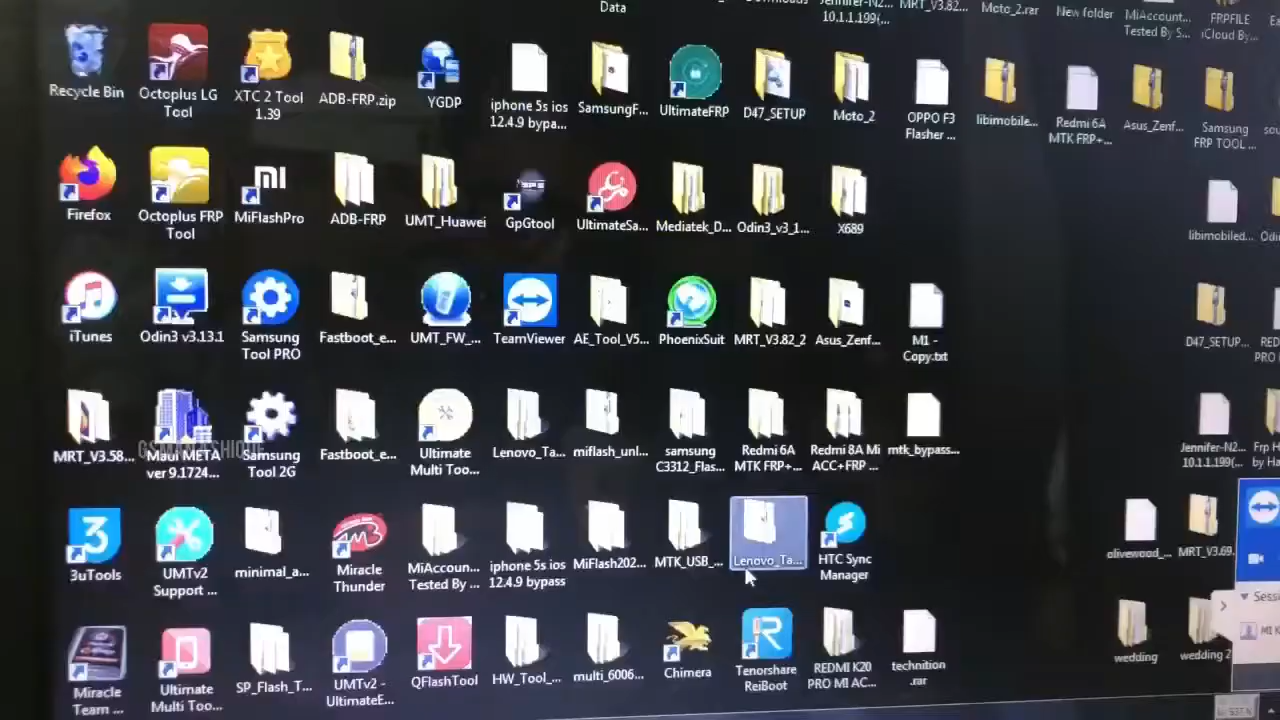 Data
10.1.1.199(...
MRT_V3.82...
Moto_2.rar
New folder
MiAccount...
Tested By S...
FRPFILE
iCloud By...
Recycle Bin
Octoplus LG
Tool
XTC 2 Tool
1.39
ADB-FRP.zip
YGDP
iphone 5s ios
12.4.9 bypa...
SamsungF...
UltimateFRP
D47_SETUP
Moto_2
OPPO F3
Flasher ...
libimobile...
Redmi 6A
MTK FRP+...
Asus_Zenf...
Samsung
FRP TOOL ...
Firefox
Octoplus FRP
Tool
MiFlashPro
ADB-FRP
UMT_Huawei
GpGtool
UltimateSa...
Mediatek_D...
Odin3_v3_1...
X689
libimobiled...
iTunes
Odin3 v3.13.1
Samsung
Tool PRO
Fastboot_e...
UMT_FW_...
TeamViewer
AE_Tool_V5...
PhoenixSuit
MRT_V3.82_2
Asus_Zenf...
M1 -
Copy.txt
D47_SETUP...
MRT_V3.58...
Maui META
ver 9.1724...
Samsung
Tool 2G
Fastboot_e...
Ultimate
Multi Too...
Lenovo_Ta...
miflash_unl...
samsung
C3312_Flas...
Redmi 6A
MTK FRP+...
Redmi 8A Mi
ACC+FRP ...
mtk_bypass...
Jennifer-N2...
10.1.1.199(...
3uTools
UMTv2
Support ...
minimal_a...
Miracle
Thunder
MiAccoun...
Tested By ...
iphone 5s ios
12.4.9 bypass
MiFlash202...
MTK_USB_...
Lenovo_Ta...
HTC Sync
Manager
olivewood_...
MRT_V3.69.
Miracle
Team ...
Ultimate
Multi Too...
SP_Flash_T...
UMTv2 -
UltimateE...
QFlashTool
HW_Tool_...
multi_6006...
Chimera
Tenorshare
ReiBoot
REDMI K20
PRO MI AC...
technition
.rar
wedding
wedding 2